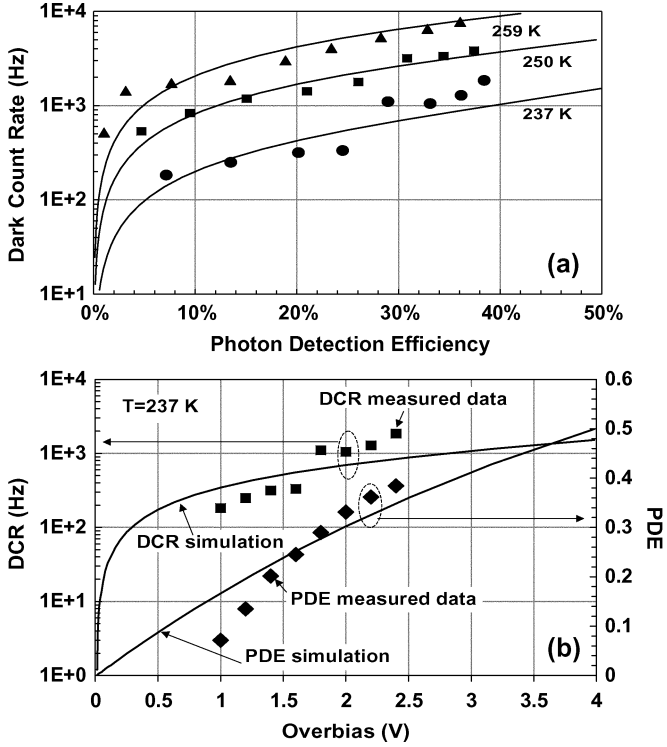 1E+4
259 K
250 K
1E+3
237 K
1E+2
(a)
1E+1
0% 10% 20% 30% 40% 50%
Dark Count Rate (Hz)
Photon Detection Efficiency
1E+4 0.6
T=237 K DCR measured data
0.5
1E+3
0.4
1E+2 0.3
DCR simulation
0.2
1E+1 PDE measured data
0.1
PDE simulation (b)
1E+0 0
0 0.5 1 1.5 2 2.5 3 3.5 4
DCR (Hz)
PDE
Overbias (V)